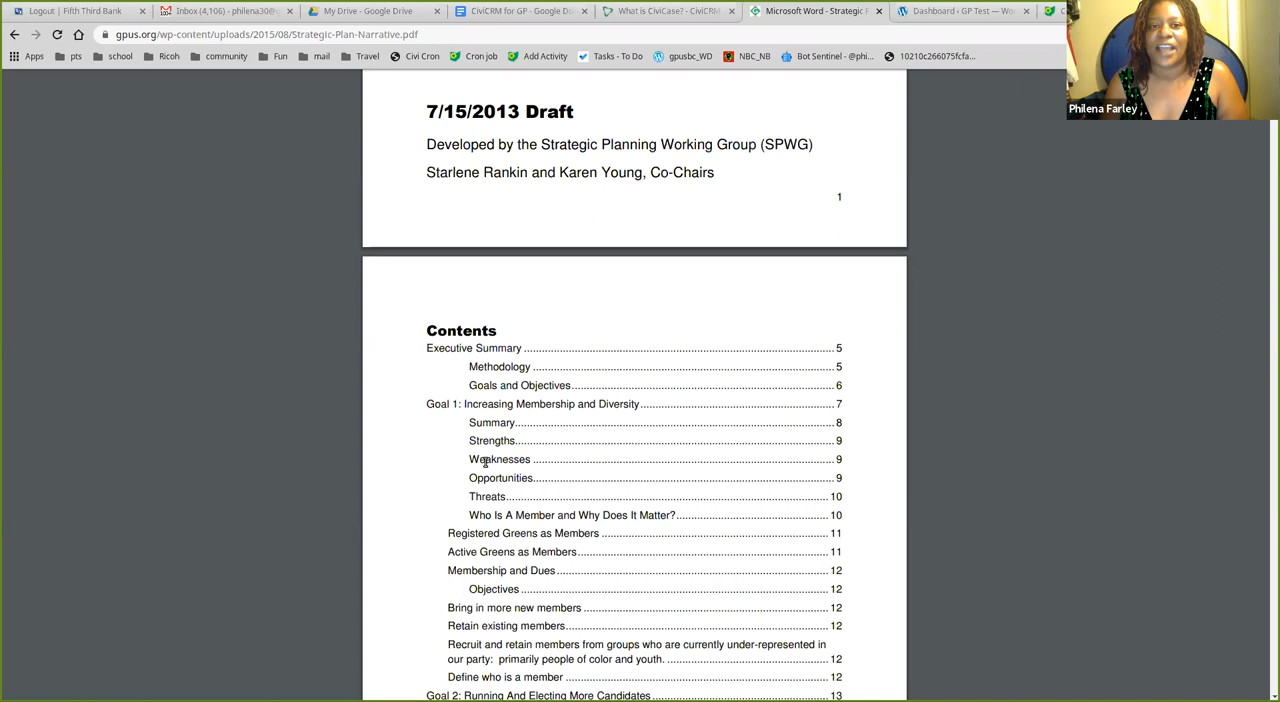 Logout | Fifth Third Bank
Inbox (4,106) - philena30@
My Drive - Google Drive
CiviCRM for GP - Google Do
What is CiviCase? - CiviCRM
Microsoft Word - Strategic F
Dashboard ‹ GP Test — Wo
gpus.org/wp-content/uploads/2015/08/Strategic-Plan-Narrative.pdf
Apps pts school Ricoh community Fun mail Travel Civi Cron Cron job Add Activity Tasks - To Do gpusbc_WD NBC_NB Bot Sentinel - @phi... 10210c266075fcfa...
Philena Farley
7/15/2013 Draft
Developed by the Strategic Planning Working Group (SPWG)
Starlene Rankin and Karen Young, Co-Chairs
1
Contents
Executive Summary 5
Methodology 5
Goals and Objectives 6
Goal 1: Increasing Membership and Diversity 7
Summary 8
Strengths 9
Weaknesses 9
Opportunities 9
Threats 10
Who Is A Member and Why Does It Matter? 10
Registered Greens as Members 11
Active Greens as Members 11
Membership and Dues 12
Objectives 12
Bring in more new members 12
Retain existing members 12
Recruit and retain members from groups who are currently under-represented in
our party: primarily people of color and youth. 12
Define who is a member 12
Goal 2: Running And Electing More Candidates 13